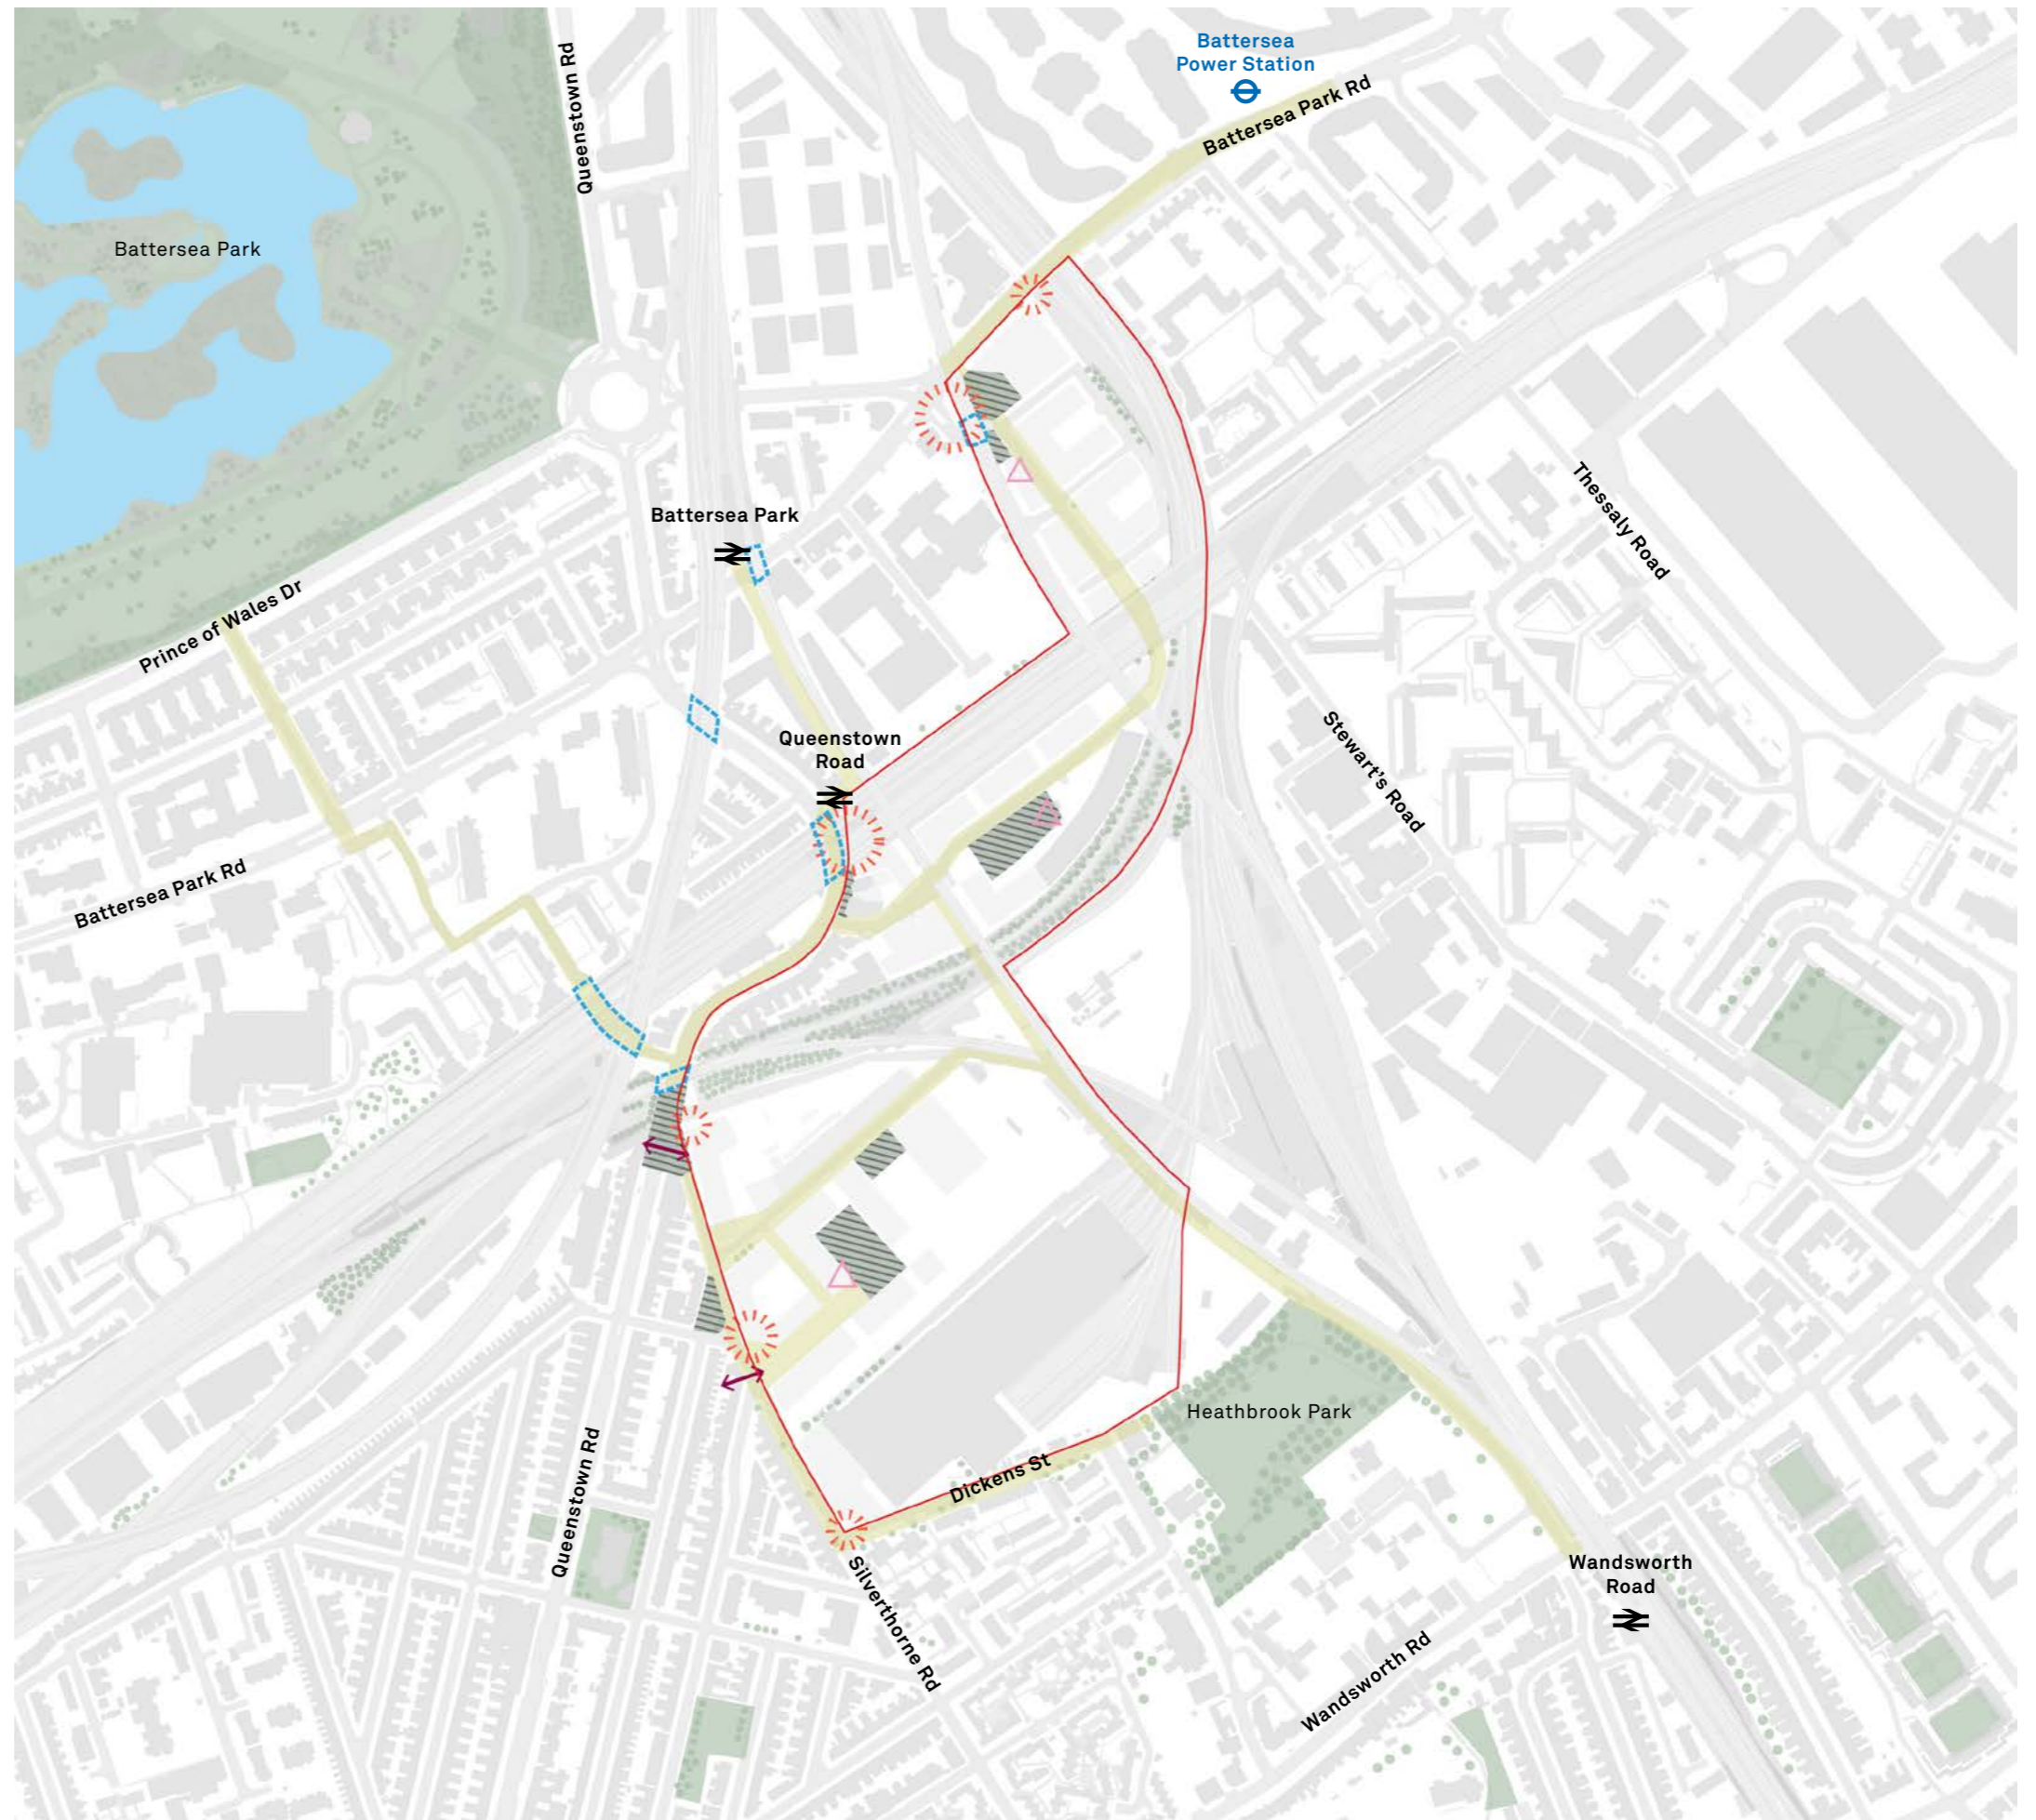 Battersea
Power Station
Battersea Park Rd
Queenstown Rd
Battersea Park
Battersea Park
Thessaly Road
Prince of Wales Dr
Queenstown
Road
Stewart's Road
Battersea Park Rd
Heathbrook Park
Dickens St
Queenstown Rd
Silverthorne Rd
Wandsworth
Road
Wandsworth Rd